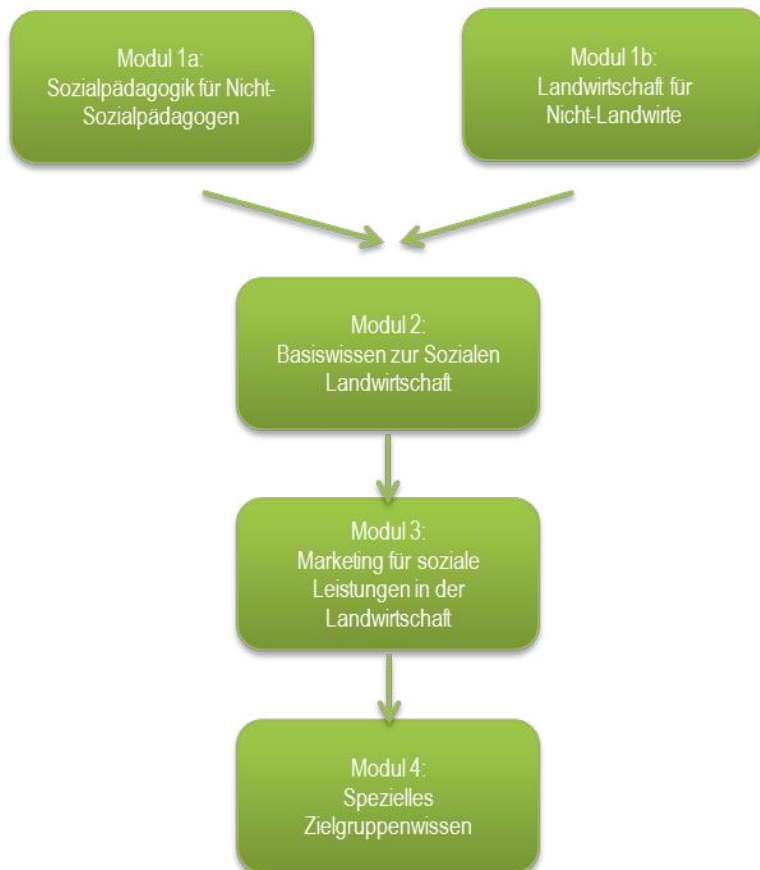 Modul 1a:
Sozialpädagogik für Nicht-
Sozialpädagogen
Modul 1b:
Landwirtschaft für
Nicht-Landwirte
Modul 2:
Basiswissen zur Sozialen
Landwirtschaft
Modul 3:
Marketing für soziale
Leistungen in der
Landwirtschaft
Modul 4:
Spezielles
Zielgruppenwissen